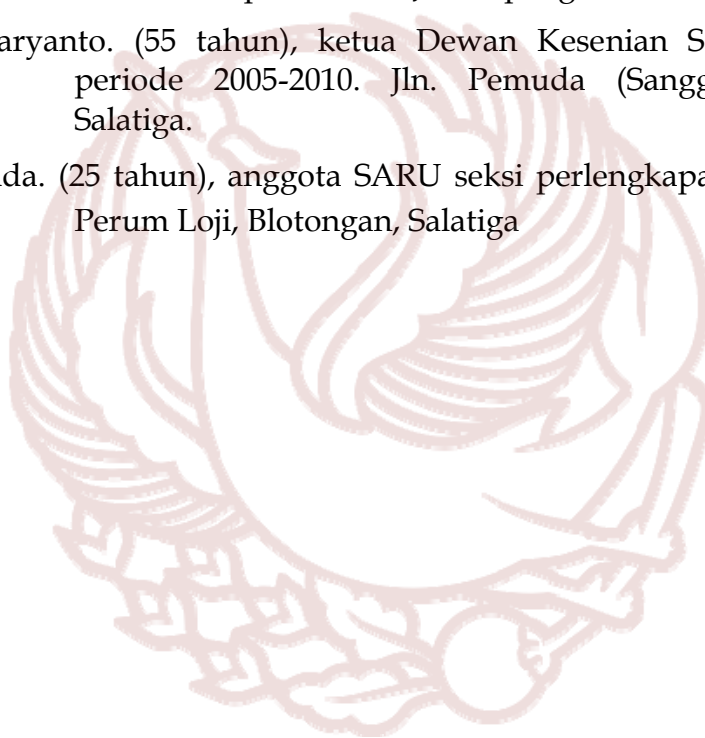 aryanto. (55 tahun), ketua Dewan Kesenian S
periode 2005-2010. Jln. Pemuda (Sangg
Salatiga.
da. (25 tahun), anggota SARU seksi perlengkapa
Perum Loji, Blotongan, Salatiga